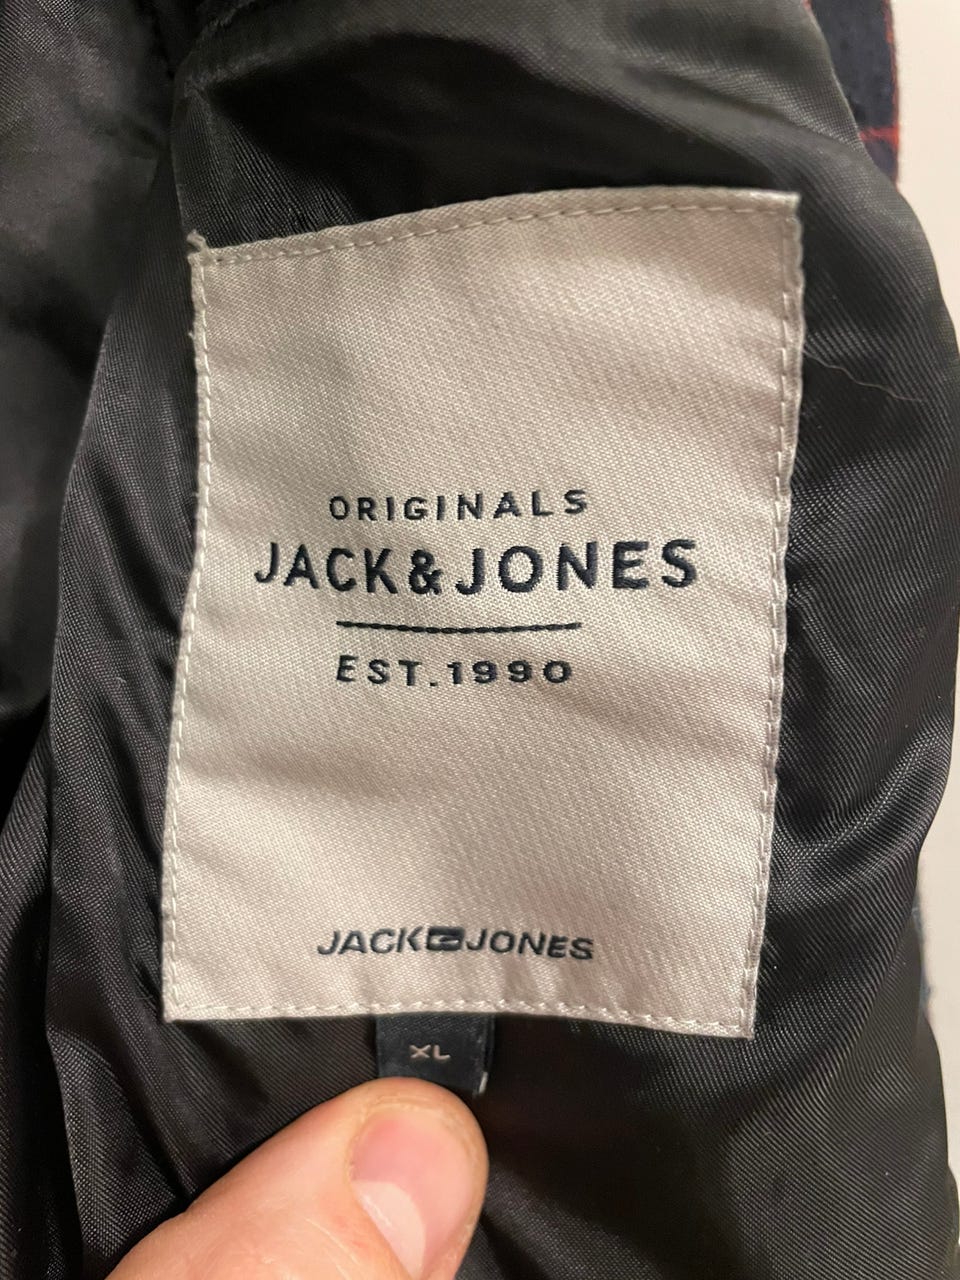 ORIGINALS
JACK&JONES
EST.1990
JACK JONES
XL